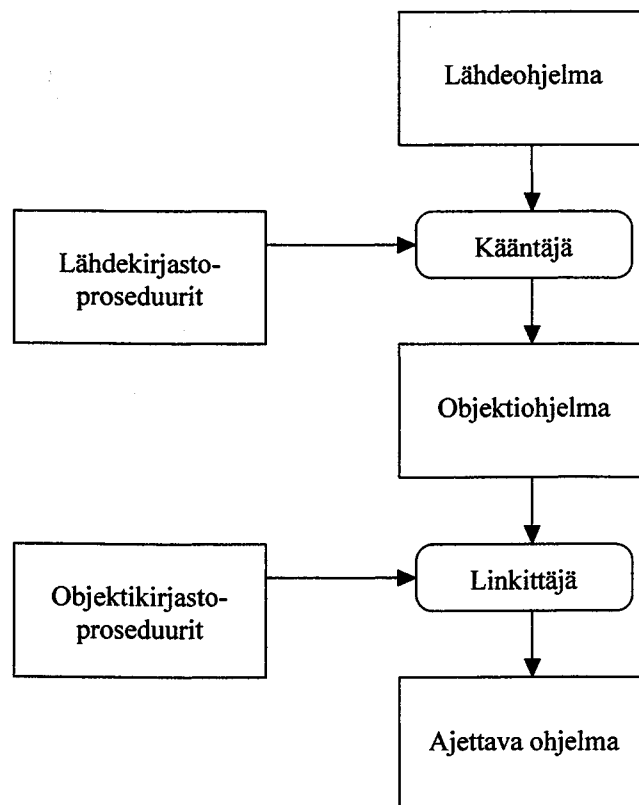 Lähdeohjelma
Lähdekirjasto-
proseduurit
Kääntäjä
Objektiohjelma
Objektikirjasto-
proseduurit
Linkittäjä
Ajettava ohjelma